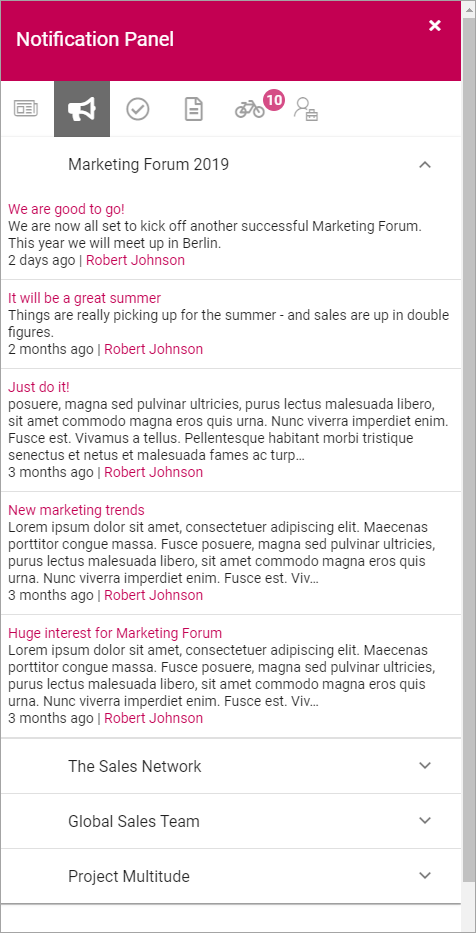 Notification Panel
10
Marketing Forum 2019
We are good to go!
We are now all set to kick off another successful Marketing Forum.
This year we will meet up in Berlin.
2 days ago | Robert Johnson
It will be a great summer
Things are really picking up for the summer - and sales are up in double
figures.
2 months ago | Robert Johnson
Just do it!
posuere, magna sed pulvinar ultricies, purus lectus malesuada libero,
sit amet commodo magna eros quis urna. Nunc viverra imperdiet enim.
Fusce est. Vivamus a tellus. Pellentesque habitant morbi tristique
senectus et netus et malesuada fames ac turp…
3 months ago | Robert Johnson
New marketing trends
Lorem ipsum dolor sit amet, consectetuer adipiscing elit. Maecenas
porttitor congue massa. Fusce posuere, magna sed pulvinar ultricies,
purus lectus malesuada libero, sit amet commodo magna eros quis
urna. Nunc viverra imperdiet enim. Fusce est. Viv…
3 months ago | Robert Johnson
Huge interest for Marketing Forum
Lorem ipsum dolor sit amet, consectetuer adipiscing elit. Maecenas
porttitor congue massa. Fusce posuere, magna sed pulvinar ultricies,
purus lectus malesuada libero, sit amet commodo magna eros quis
urna. Nunc viverra imperdiet enim. Fusce est. Viv…
3 months ago | Robert Johnson
The Sales Network
Global Sales Team
Project Multitude